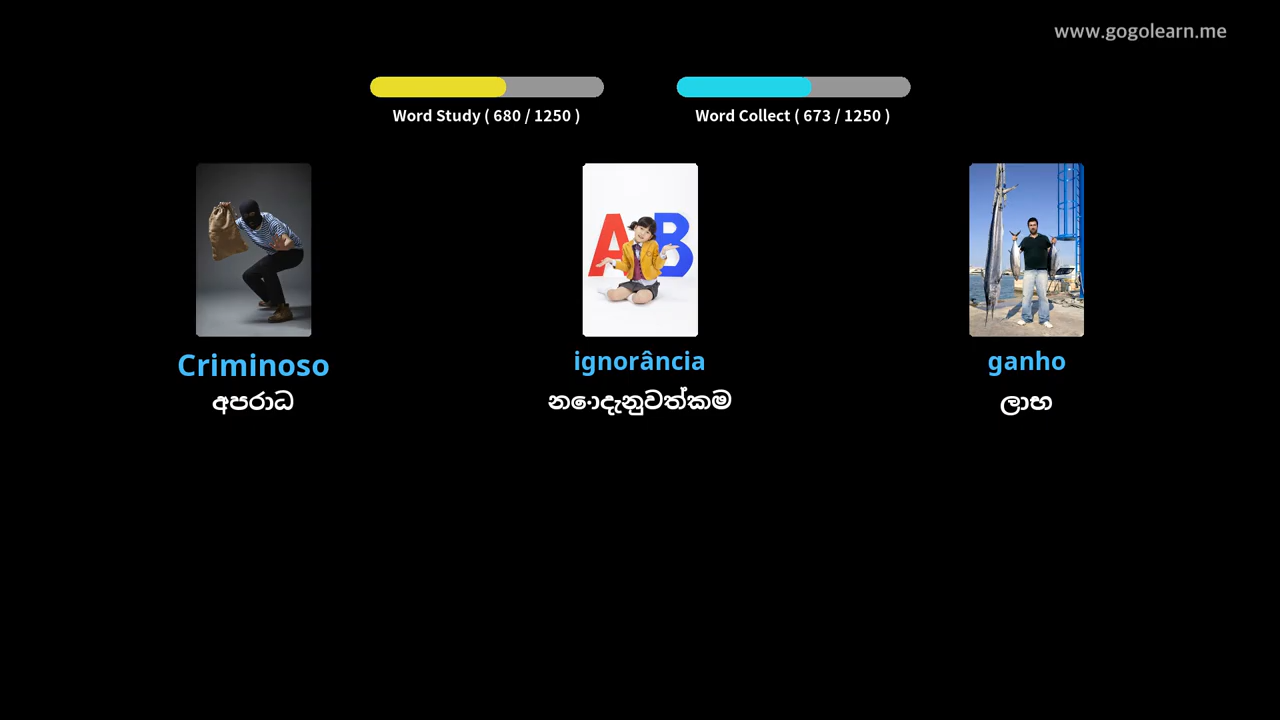 www.gogolearn.me
Word Study ( 680 / 1250 )
Word Collect ( 673 / 1250 )
A B
Criminoso
ignorância
ganho
අපරාධ
නොදැනුවත්කම
ලාභ